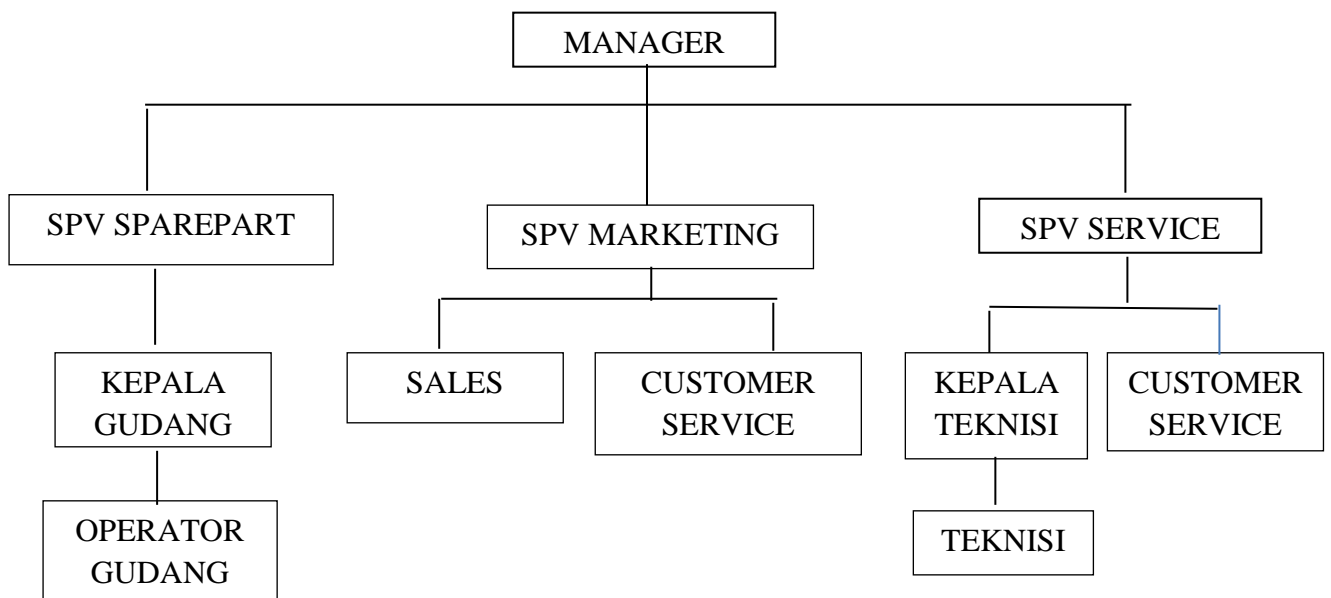 MANAGER
SPV SPAREPART
SPV MARKETING
SPV SERVICE
KEPALA
GUDANG
SALES
CUSTOMER
SERVICE
KEPALA
TEKNISI
CUSTOMER
SERVICE
OPERATOR
GUDANG
TEKNISI